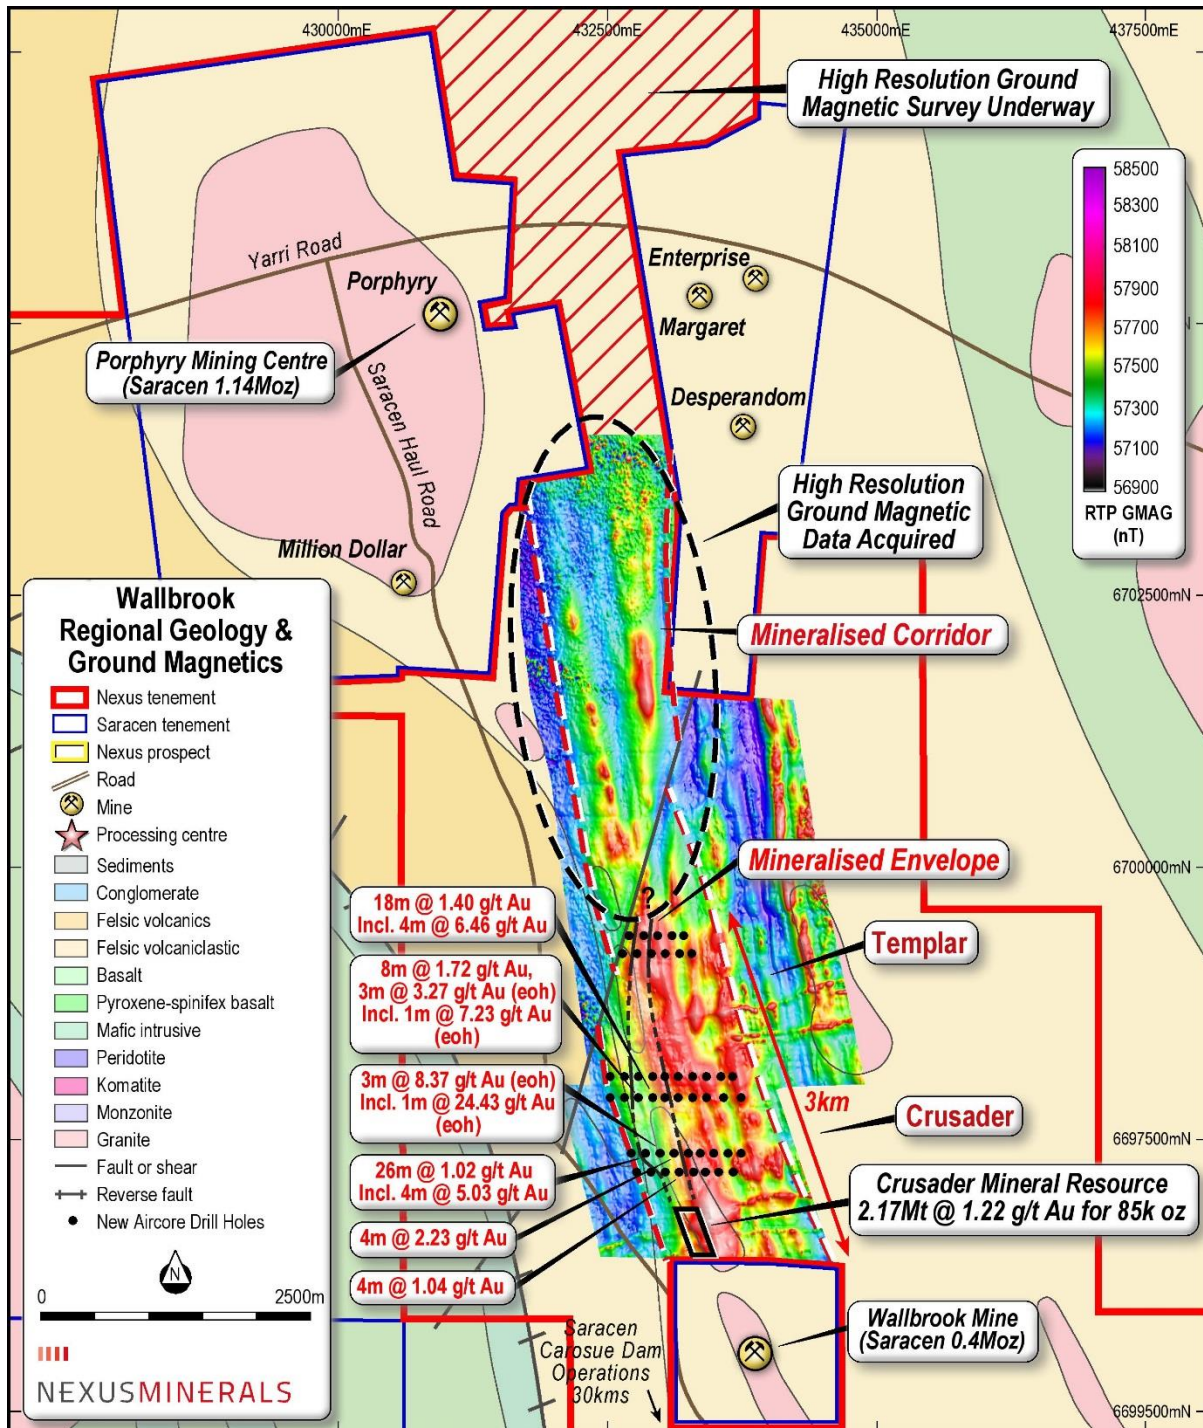 430000mE
432500mE
435000mE
437500mE
High Resolution Ground
Magnetic Survey Underway
58500
58300
58100
57900
57700
57500
57300
57100
56900
RTP GMAG
(nT)
Yarri Road
Porphyry
Enterprise
Margaret
Porphyry Mining Centre
(Saracen 1.14Moz)
Saracen Haul Road
Desperandom
High Resolution
Ground Magnetic
Data Acquired
Million Dollar
6702500mN
Mineralised Corridor
Wallbrook
Regional Geology &
Ground Magnetics
Nexus tenement
Saracen tenement
Nexus prospect
Road
Mine
Processing centre
Sediments
Conglomerate
Felsic volcanics
Felsic volcaniclastic
Basalt
Pyroxene-spinifex basalt
Mafic intrusive
Peridotite
Komatite
Monzonite
Granite
Fault or shear
Reverse fault
New Aircore Drill Holes
N
0 2500m
NEXUSMINERALS
Mineralised Envelope
6700000mN
?
18m @ 1.40 g/t Au
Incl. 4m @ 6.46 g/t Au
Templar
8m @ 1.72 g/t Au,
3m @ 3.27 g/t Au (eoh)
Incl. 1m @ 7.23 g/t Au
(eoh)
3m @ 8.37 g/t Au (eoh)
Incl. 1m @ 24.43 g/t Au
(eoh)
3km
Crusader
6697500mN
26m @ 1.02 g/t Au
Incl. 4m @ 5.03 g/t Au
Crusader Mineral Resource
2.17Mt @ 1.22 g/t Au for 85k oz
4m @ 2.23 g/t Au
4m @ 1.04 g/t Au
Saracen
Carosue Dam
Operations
30kms
Wallbrook Mine
(Saracen 0.4Moz)
6699500mN